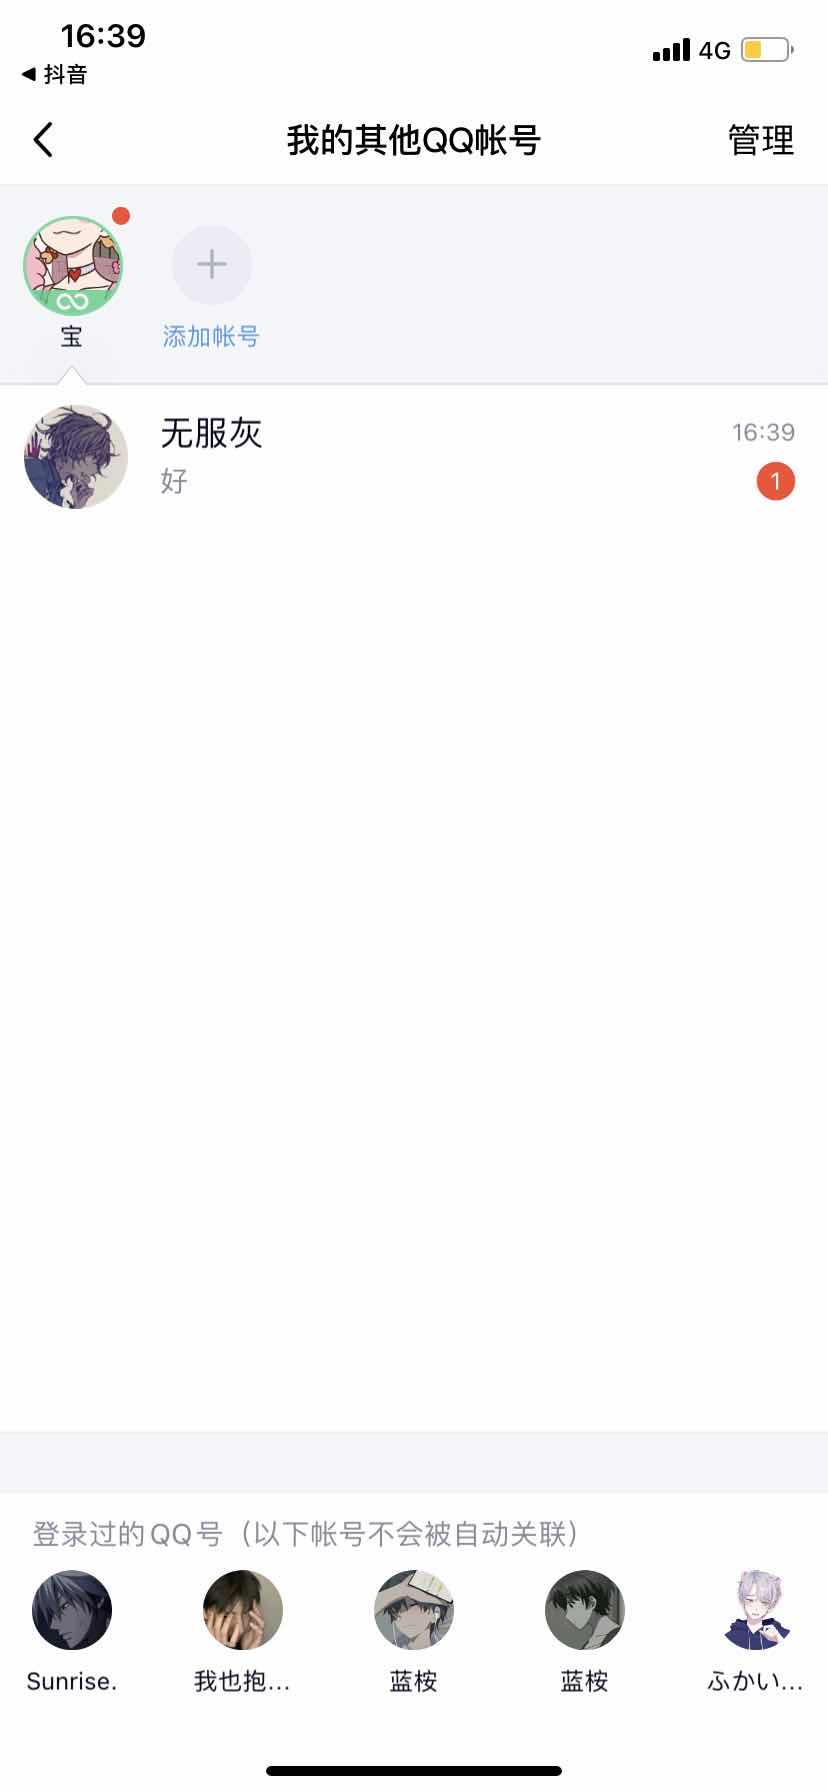 16:39
4G
◀ 抖音
我的其他QQ帐号
管理
宝
添加帐号
无服灰
16:39
好
1
登录过的QQ号（以下帐号不会被自动关联）
Sunrise.
我也抱...
蓝桉
蓝桉
ふかい...